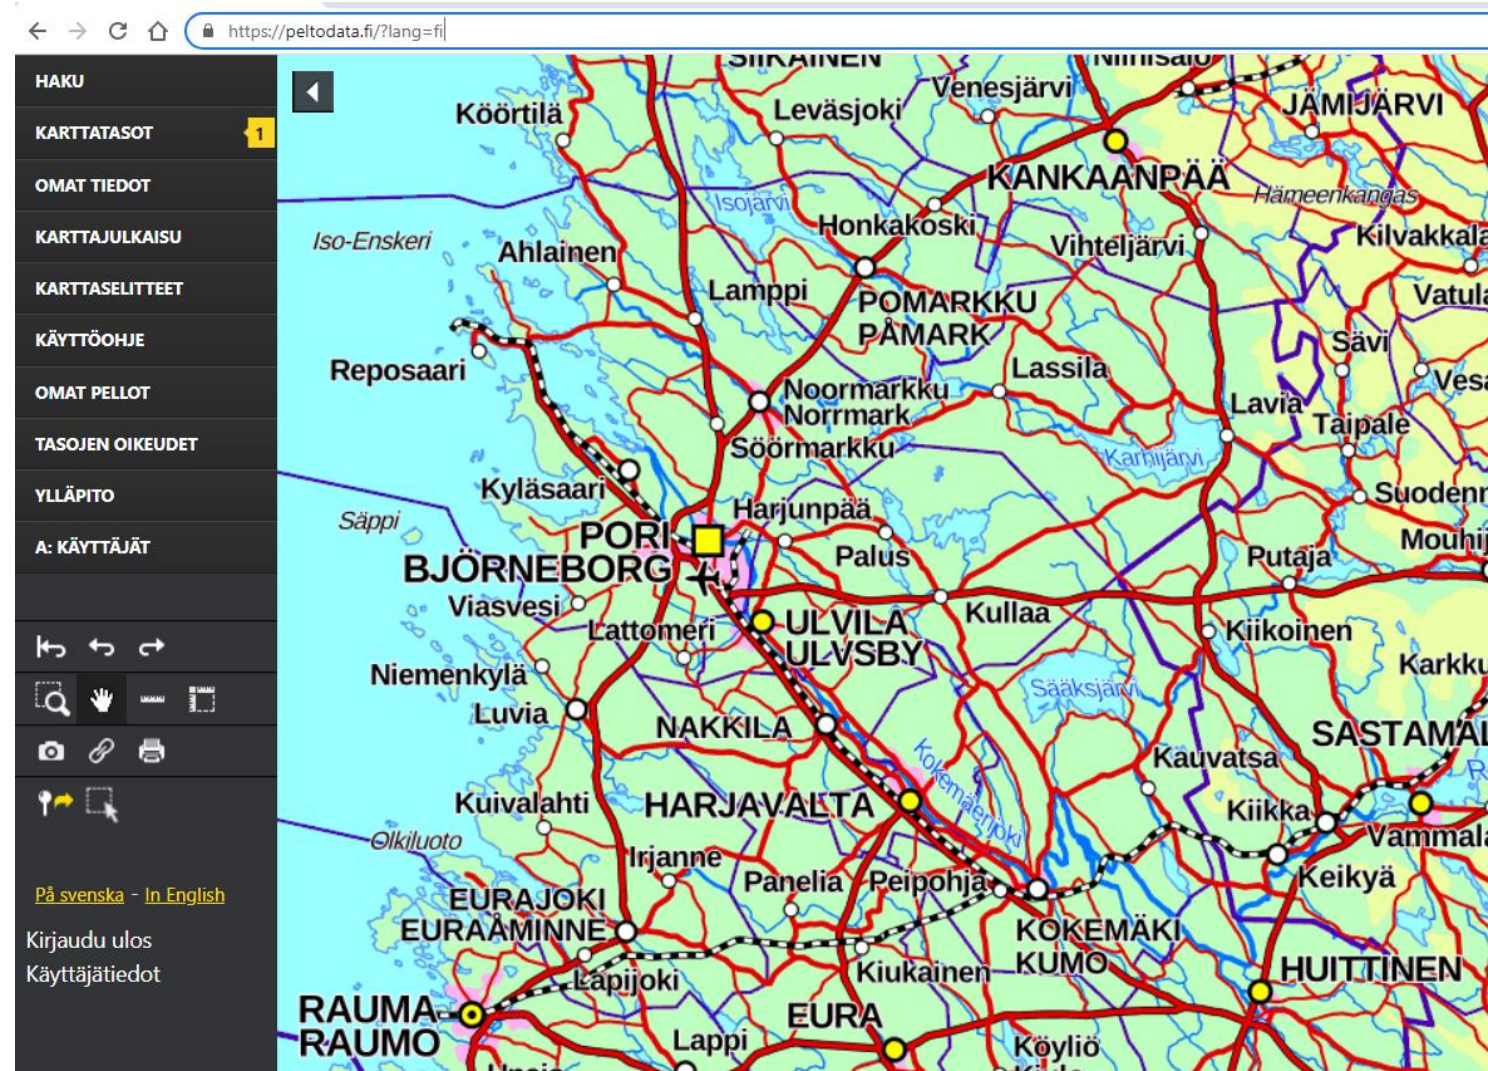 https://peltodata.fi/?lang=fi
HAKU
KARTTATASOT 1
OMAT TIEDOT
KARTTAJULKAISU
KARTTASELITTEET
KÄYTTÖOHJE
OMAT PELLOT
TASOJEN OIKEUDET
YLLÄPITO
A: KÄYTTÄJÄT
På svenska - In English
Kirjaudu ulos
Käyttäjätiedot
SIIKAINEN
Niinisalo
Venesjärvi
Köörtilä
Leväsjoki
JÄMIJÄRVI
KANKAANPÄÄ
Isojärvi
Hämeenkangas
Honkakoski
Iso-Enskeri
Ahlainen
Vihteljärvi
Kilvakkala
Lamppi
POMARKKU
PÅMARK
Sävi
Reposaari
Lassila
Noormarkku
Norrmark
Lavia
Taipale
Söörmarkku
Karhijärvi
Kyläsaari
Säppi
Harjunpää
PORI
BJÖRNEBORG
Palus
Putaja
Viasvesi
Kullaa
Lattomeri
ULVILA
ULVSBY
Kiikoinen
Niemenkylä
Sääksjärvi
Luvia
NAKKILA
Kauvatsa
Kokemäenjoki
Kuivalahti
HARJAVALTA
Kiikka
Olkiluoto
Vammala
Irjanne
Panelia
Peipohja
Keikyä
EURAJOKI
EURAÅMINNE
KOKEMÄKI
KUMO
Lapijoki
Kiukainen
HUITTINEN
RAUMA
RAUMO
EURA
Lappi
Köyliö